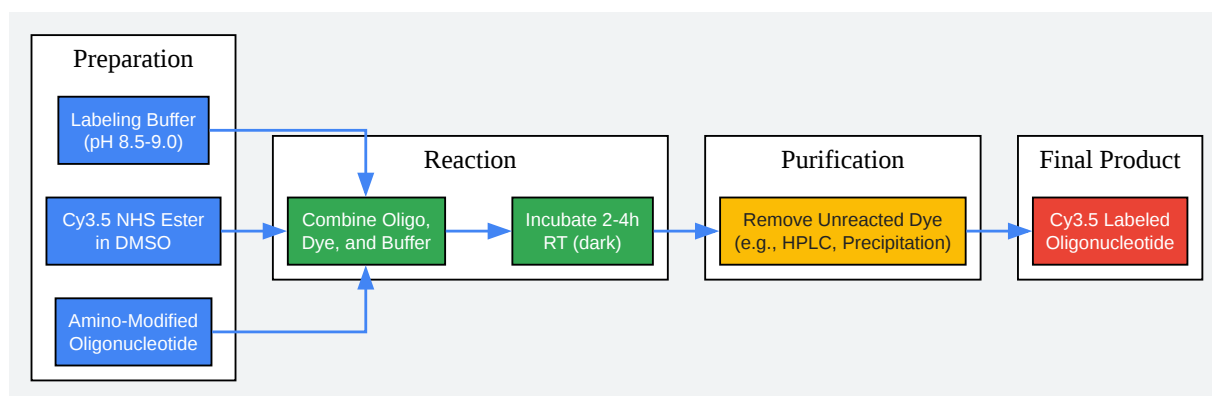 Preparation
Labeling Buffer
(pH 8.5-9.0)
Cy3.5 NHS Ester
in DMSO
Amino-Modified
Oligonucleotide
Reaction
Combine Oligo,
Dye, and Buffer
Incubate 2-4h
RT (dark)
Purification
Remove Unreacted Dye
(e.g., HPLC, Precipitation)
Final Product
Cy3.5 Labeled
Oligonucleotide